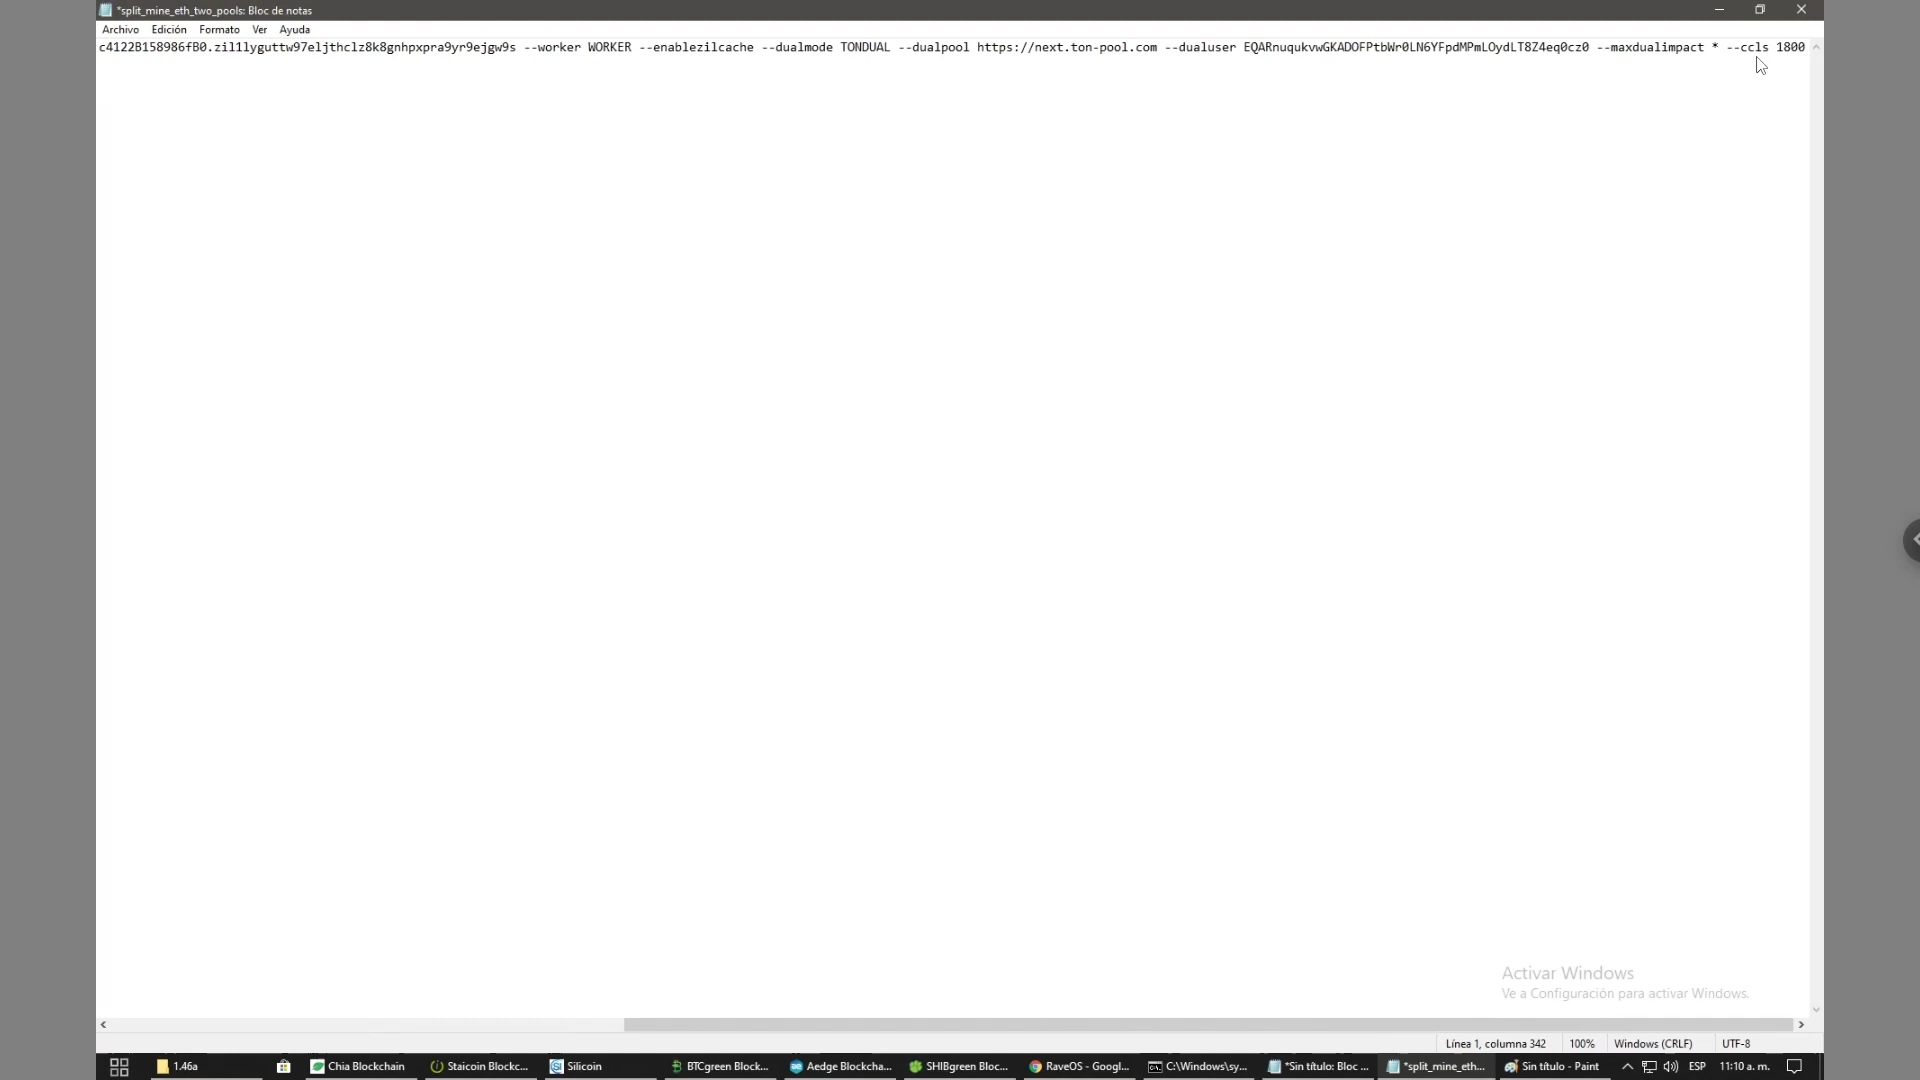 *split_mine_eth_two_pools: Bloc de notas
Archivo Edición Formato Ver Ayuda
c4122B158986fB0.zil1lyguttw97eljthclz8k8gnhpxpra9yr9ejgw9s --worker WORKER --enablezilcache --dualmode TONDUAL --dualpool https://next.ton-pool.com --dualuser EQARnuqukvwGKADOFPtbWr0LN6YFpdMPmLOydLT8Z4eq0cz0 --maxdualimpact * --ccls 1800
Activar Windows
Ve a Configuración para activar Windows.
Línea 1, columna 342 100% Windows (CRLF) UTF-8
1.46a Chia Blockchain Staicoin Blockc... Silicoin BTCgreen Block... Aedge Blockcha... SHIBgreen Bloc... RaveOS - Googl... C:\Windows\sy... *Sin título: Bloc ... *split_mine_eth... Sin título - Paint ESP 11:10 a. m.